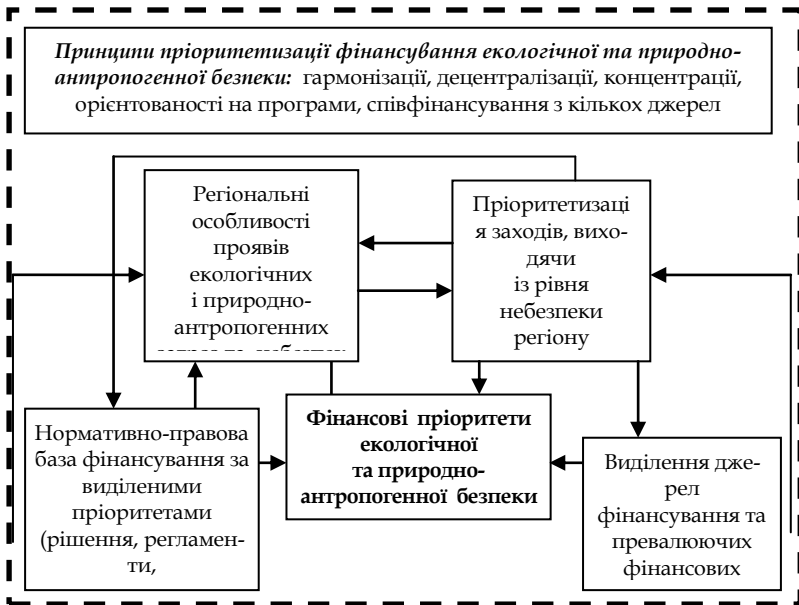 Принципи пріоритетизації фінансування екологічної та природно-
антропогенної безпеки: гармонізації, децентралізації, концентрації,
орієнтованості на програми, співфінансування з кількох джерел
Регіональні
особливості
проявів
екологічних
і природно-
антропогенних
Пріоритетизаці
я заходів, вихо-
дячи
із рівня
небезпеки
регіону
Нормативно-правова
база фінансування за
виділеними
пріоритетами
(рішення, регламен-
ти,
Фінансові пріоритети
екологічної
та природно-
антропогенної безпеки
Виділення дже-
рел
фінансування та
превалюючих
фінансових